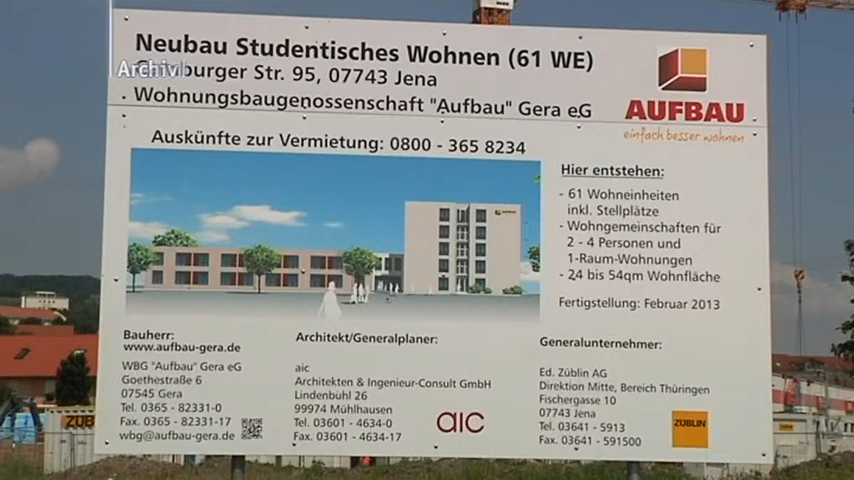 Neubau Studentisches Wohnen (61 WE)
Archiv
Str. 95, 07743 Jena
Wohnungsbaugenossenschaft "Aufbau" Gera eG
AUFBAU
einfach besser wohnen
Auskünfte zur Vermietung: 0800 - 365 8234
Hier entstehen:
- 61 Wohneinheiten
inkl. Stellplätze
- Wohngemeinschaften für
2 - 4 Personen und
1-Raum-Wohnungen
- 24 bis 54qm Wohnfläche
Fertigstellung: Februar 2013
Bauherr:
www.aufbau-gera.de
WBG "Aufbau" Gera eG
Goethestraße 6
07545 Gera
Tel. 0365 - 82331-0
Fax. 0365 - 82331-17
wbg@aufbau-gera.de
Architekt/Generalplaner:
aic
Architekten & Ingenieur-Consult GmbH
Lindenbühl 26
99974 Mühlhausen
Tel. 03601 - 4634-0
Fax. 03601 - 4634-17
aic
Generalunternehmer:
Ed. Züblin AG
Direktion Mitte, Bereich Thüringen
Fischergasse 10
07743 Jena
Tel. 03641 - 5913
Fax. 03641 - 591500
ZÜBLIN
ZÜB